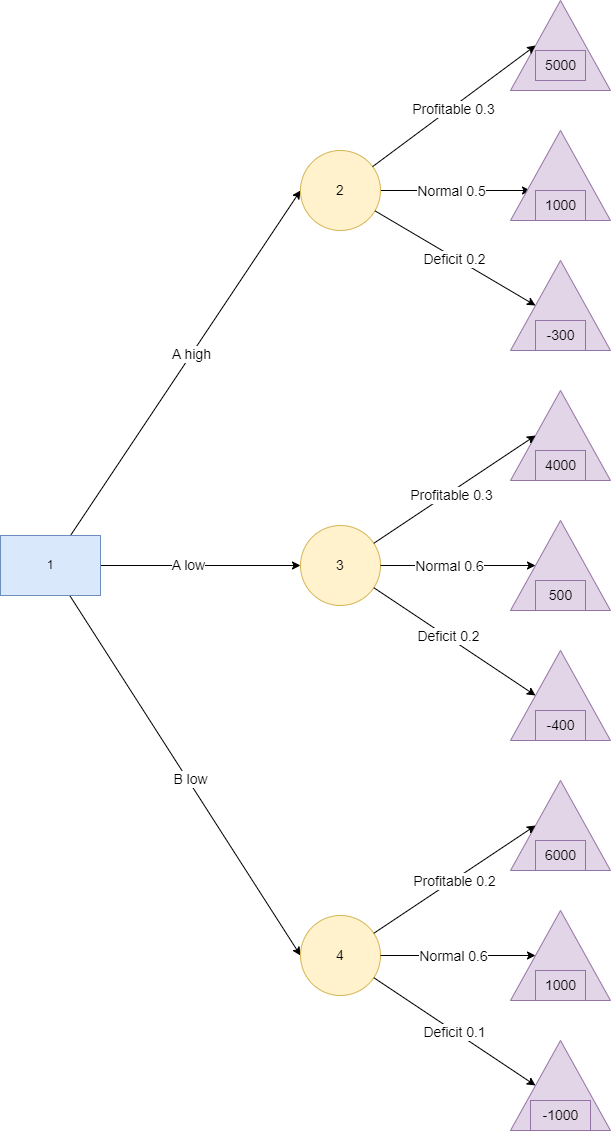 5000
Profitable 0.3
2
Normal 0.5
1000
Deficit 0.2
-300
A high
4000
Profitable 0.3
1
A low
3
Normal 0.6
500
Deficit 0.2
-400
B low
6000
Profitable 0.2
4
Normal 0.6
1000
Deficit 0.1
-1000